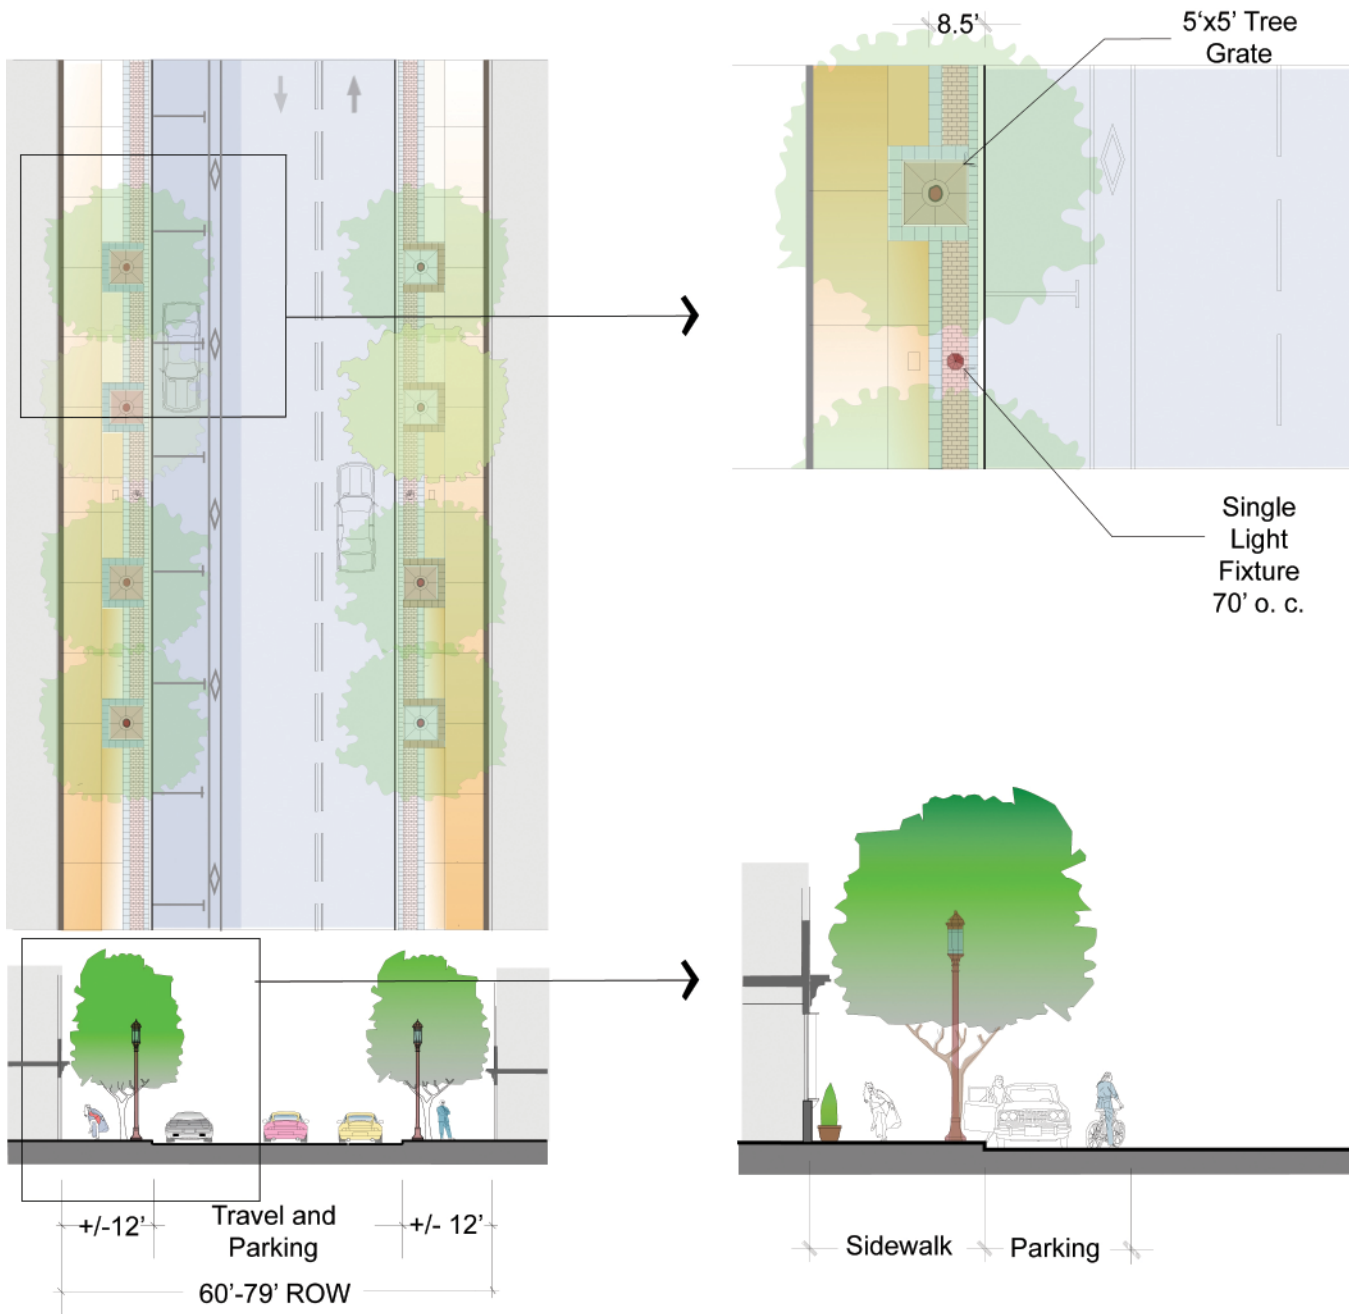 8.5'
5'x5' Tree
Grate
Single
Light
Fixture
70' o. c.
+/-12'
Travel and
Parking
+/- 12'
60'-79' ROW
Sidewalk
Parking